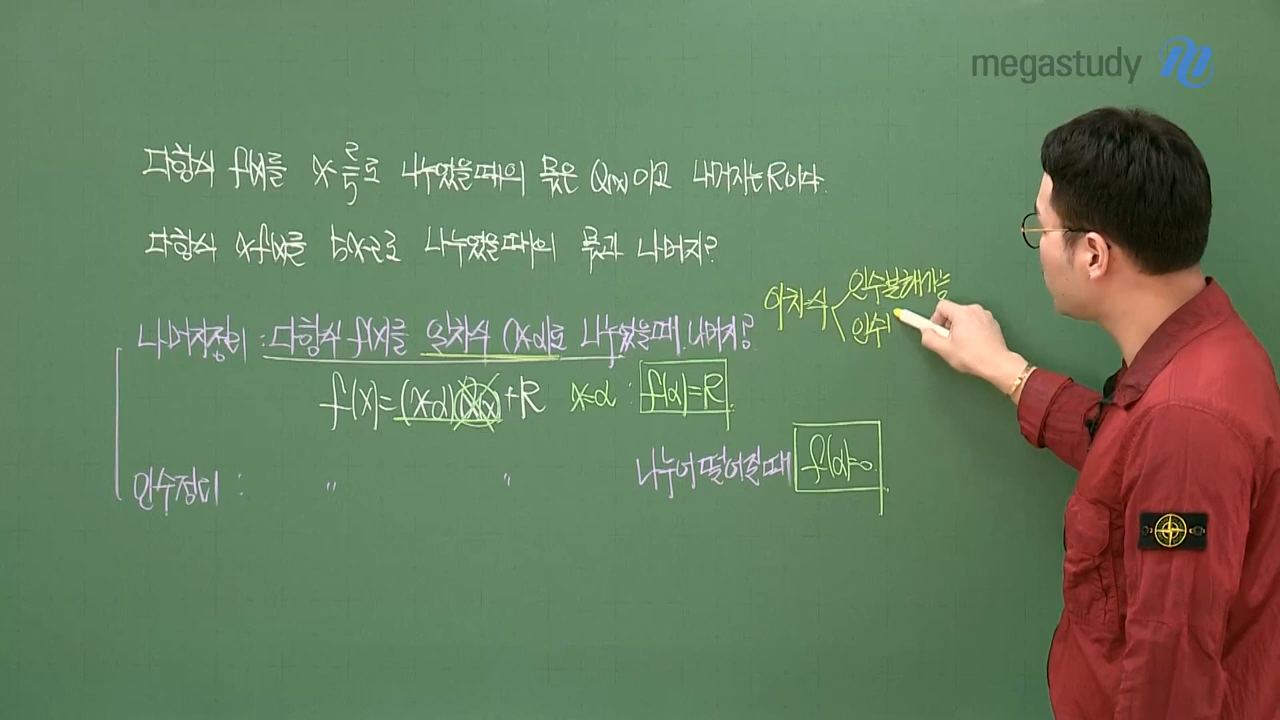 megastudy
다항식 f(x)를 x-2/5로 나누었을때의 몫은 Q(x)이고 나머지는 R이다.
다항식 xf(x)를 5x-2로 나누었을때의 몫과 나머지?
이차식 인수분해가능
인수
나머지정리 : 다항식 f(x)를 일차식 (x-α)로 나누었을때 나머지?
f(x)=(x-α)Q(x)+R x=α : f(α)=R
인수정리 : " " 나누어떨어질때 f(α)=0